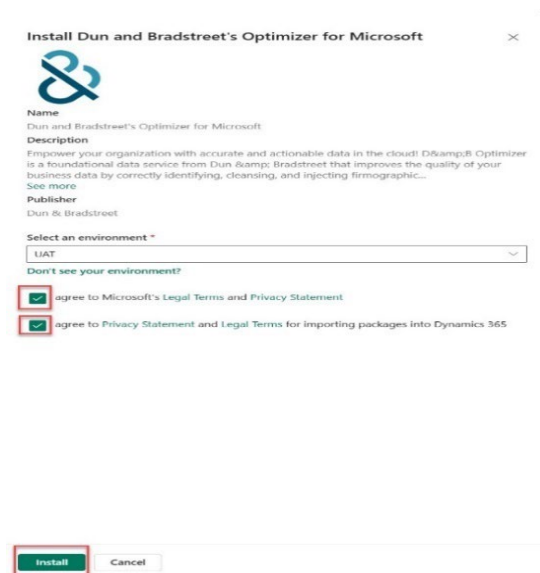 Install Dun and Bradstreet's Optimizer for Microsoft
Name
Dun and Bradstreet's Optimizer for Microsoft
Description
Empower your organization with accurate and actionable data in the cloud! D&amp;B Optimizer
is a foundational data service from Dun &amp; Bradstreet that improves the quality of your
business data by correctly identifying, cleansing, and injecting firmographic...
See more
Publisher
Dun & Bradstreet
Select an environment *
UAT
Don't see your environment?
agree to Microsoft's Legal Terms and Privacy Statement
agree to Privacy Statement and Legal Terms for importing packages into Dynamics 365
Install Cancel